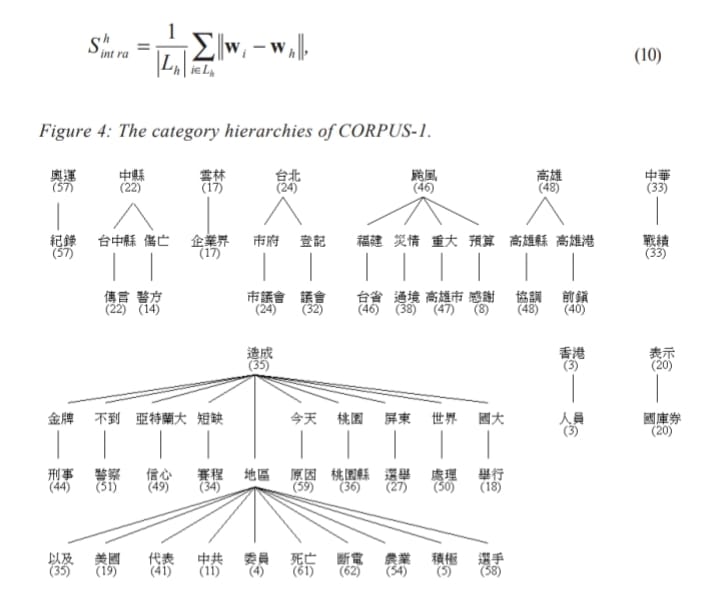 S^h_{int ra} = \frac{1}{|L_h|} \sum_{i \in L_h} \|\mathbf{w}_i - \mathbf{w}_h\|, (10)
Figure 4: The category hierarchies of CORPUS-1.
奧運 中縣 雲林 台北 颱風 高雄 中華
(57) (22) (17) (24) (46) (48) (33)
紀錄 台中縣 傷亡 企業界 市府 登記 福建 災情 重大 預算 高雄縣 高雄港 戰績
(57) (17) (33)
傳言 警方 市議會 議會 台省 過境 高雄市 感謝 協調 前鎮
(22) (14) (24) (32) (46) (38) (47) (8) (48) (40)
造成 香港 表示
(35) (3) (20)
金牌 不到 亞特蘭大 短缺 今天 桃園 屏東 世界 國大 人員 國庫券
(3) (20)
刑事 警察 信心 賽程 地區 原因 桃園縣 選舉 處理 舉行
(44) (51) (49) (34) (59) (36) (27) (50) (18)
以及 美國 代表 中共 委員 死亡 斷電 農業 積極 選手
(35) (19) (41) (11) (4) (61) (62) (54) (5) (58)